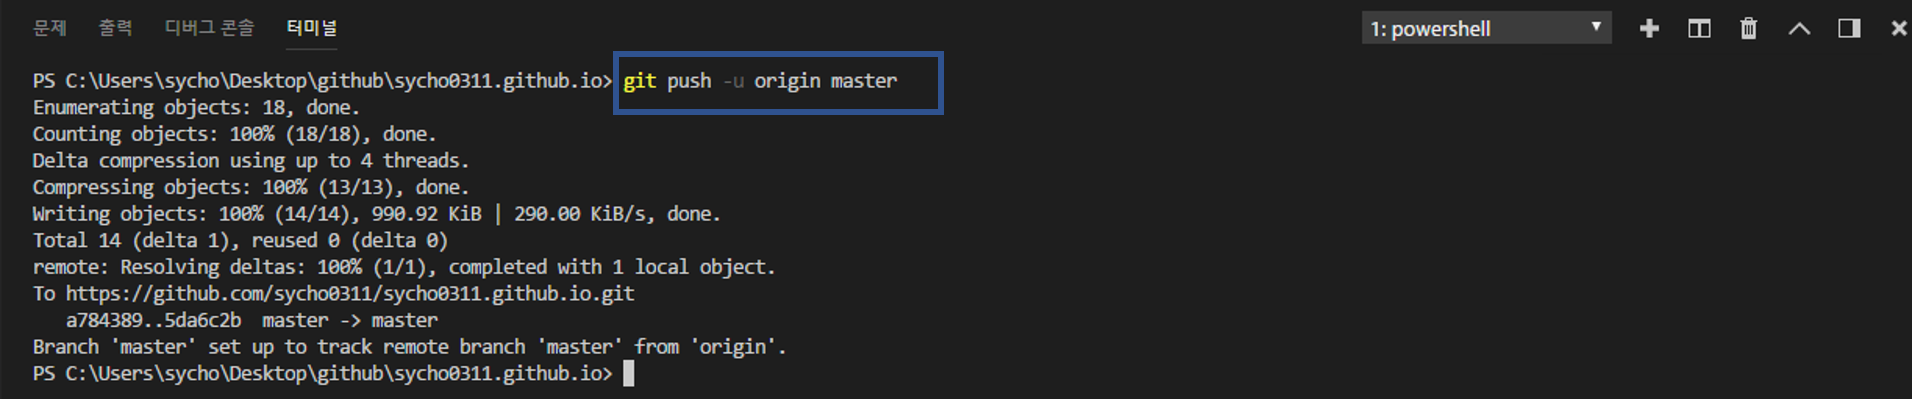 문제 출력 디버그 콘솔 터미널 1: powershell
PS C:\Users\sycho\Desktop\github\sycho0311.github.io> git push -u origin master
Enumerating objects: 18, done.
Counting objects: 100% (18/18), done.
Delta compression using up to 4 threads.
Compressing objects: 100% (13/13), done.
Writing objects: 100% (14/14), 990.92 KiB | 290.00 KiB/s, done.
Total 14 (delta 1), reused 0 (delta 0)
remote: Resolving deltas: 100% (1/1), completed with 1 local object.
To https://github.com/sycho0311/sycho0311.github.io.git
   a784389..5da6c2b  master -> master
Branch 'master' set up to track remote branch 'master' from 'origin'.
PS C:\Users\sycho\Desktop\github\sycho0311.github.io>